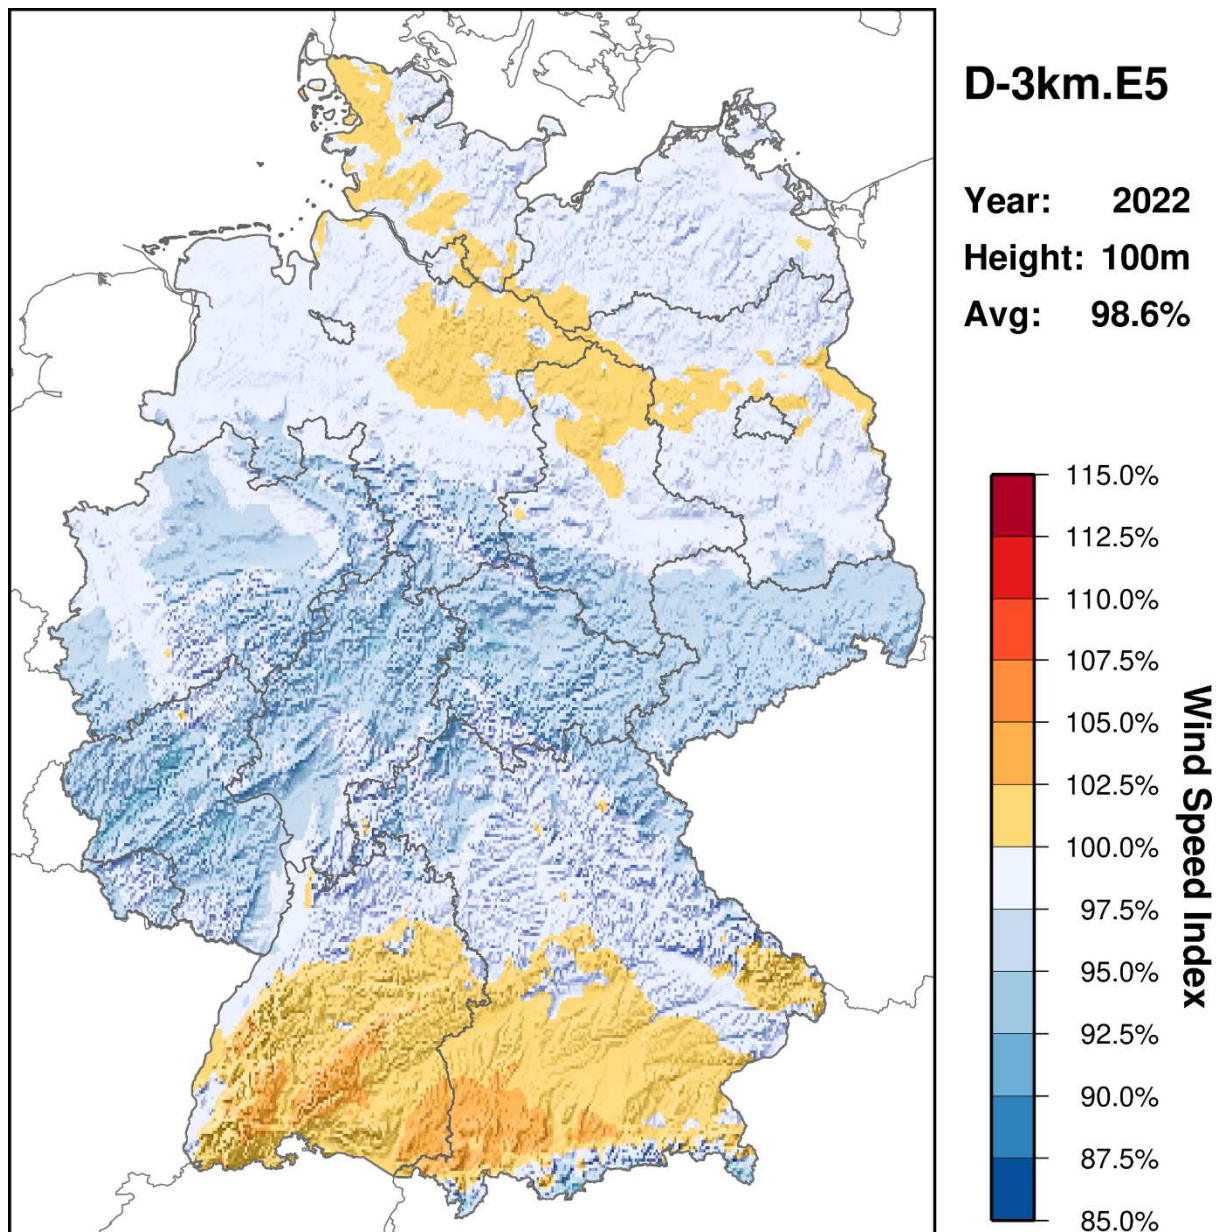 D-3km.E5
Year: 2022
Height: 100m
Avg: 98.6%
115.0%
112.5%
110.0%
107.5%
105.0%
102.5%
100.0%
97.5%
95.0%
92.5%
90.0%
87.5%
85.0%
Wind Speed Index